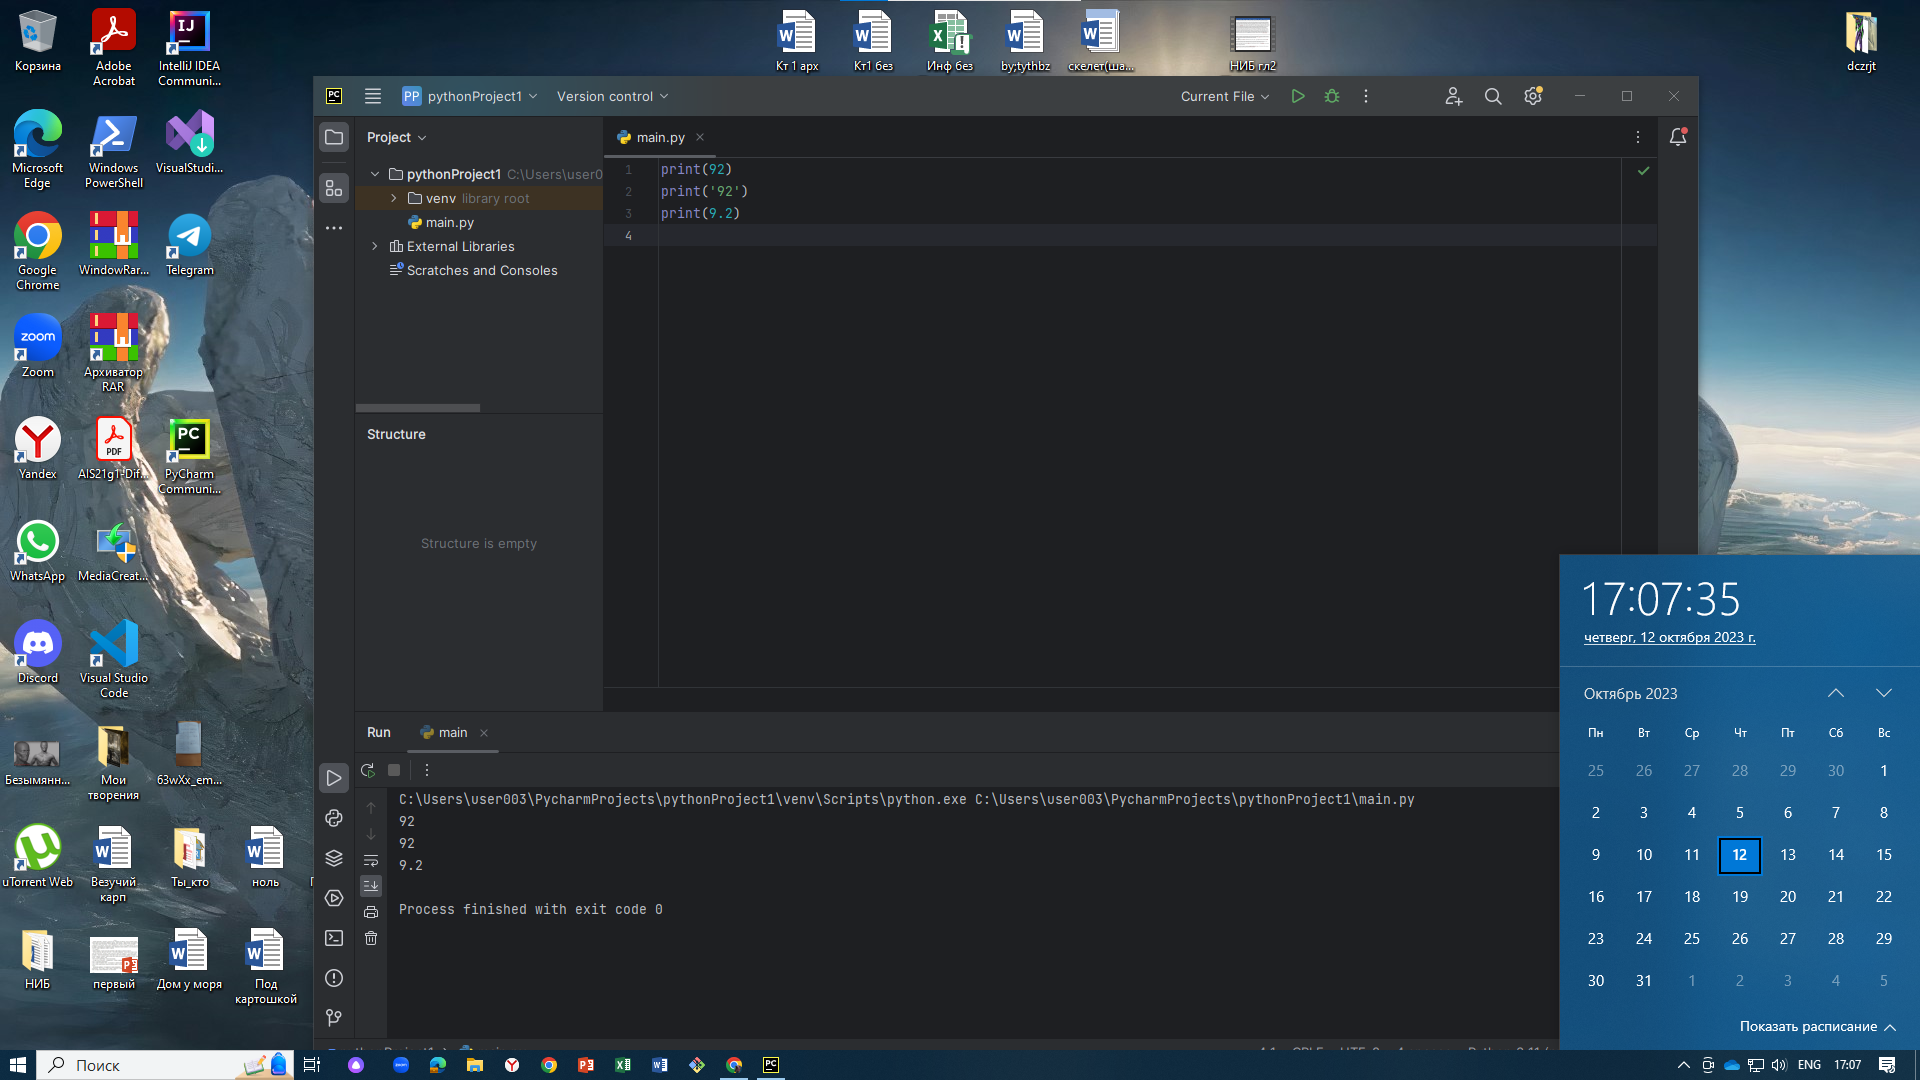 Корзина
Adobe Acrobat
IntelliJ IDEA Communi...
Кт 1 арх
Кт1 без
Инф без
by;tythbz
скелет(ша...
НИБ гл2
dczrjt
PP pythonProject1
Version control
Current File
Microsoft Edge
Windows PowerShell
VisualStudi...
Google Chrome
WindowRar...
Telegram
Zoom
Архиватор RAR
Yandex
AIS21g1-Dif...
PyCharm Communi...
WhatsApp
MediaCreat...
Discord
Visual Studio Code
Безымянн...
Мои творения
63wXx_em...
uTorrent Web
Везучий карп
Ты_кто
ноль
НИБ
первый
Дом у моря
Под картошкой
Project
pythonProject1 C:\Users\user0
venv library root
main.py
External Libraries
Scratches and Consoles
Structure
Structure is empty
main.py
1 print(92)
2 print('92')
3 print(9.2)
4
Run
main
C:\Users\user003\PycharmProjects\pythonProject1\venv\Scripts\python.exe C:\Users\user003\PycharmProjects\pythonProject1\main.py
92
92
9.2
Process finished with exit code 0
17:07:35
четверг, 12 октября 2023 г.
Октябрь 2023
Пн Вт Ср Чт Пт Сб Вс
25 26 27 28 29 30 1
2 3 4 5 6 7 8
9 10 11 12 13 14 15
16 17 18 19 20 21 22
23 24 25 26 27 28 29
30 31 1 2 3 4 5
Показать расписание
Поиск
ENG
17:07